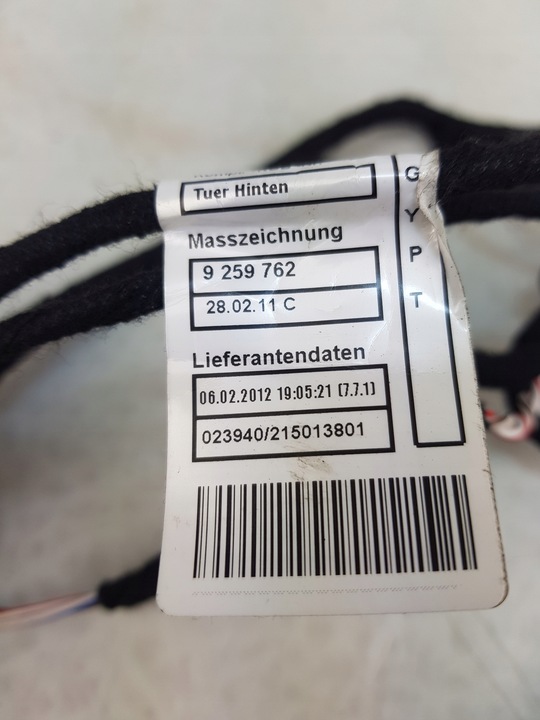 Tuer Hinten
Masszeichnung
9 259 762
28.02.11 C
Lieferantendaten
06.02.2012 19:05:21 (7.7.1)
023940/215013801
G
Y
P
T